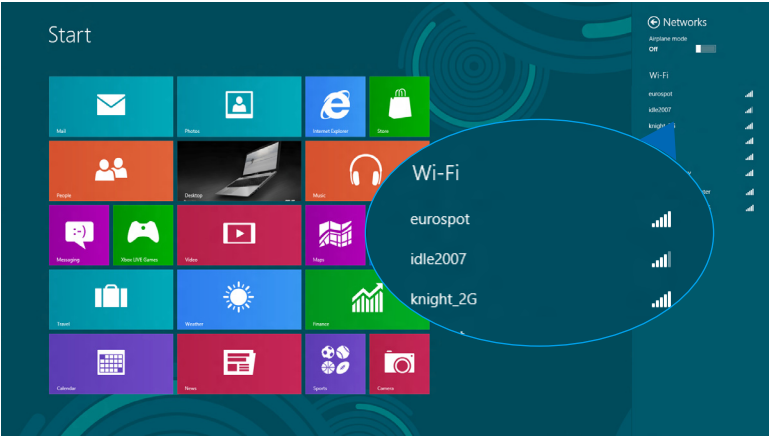 Start
Networks
Airplane mode
Off
Wi-Fi
eurospot
idle2007
Mail
Photos
Internet Explorer
Store
People
Desktop
Music
Messaging
Xbox LIVE Games
Video
Maps
Travel
Weather
Finance
Calendar
News
Sports
Camera
Wi-Fi
eurospot
idle2007
knight_2G